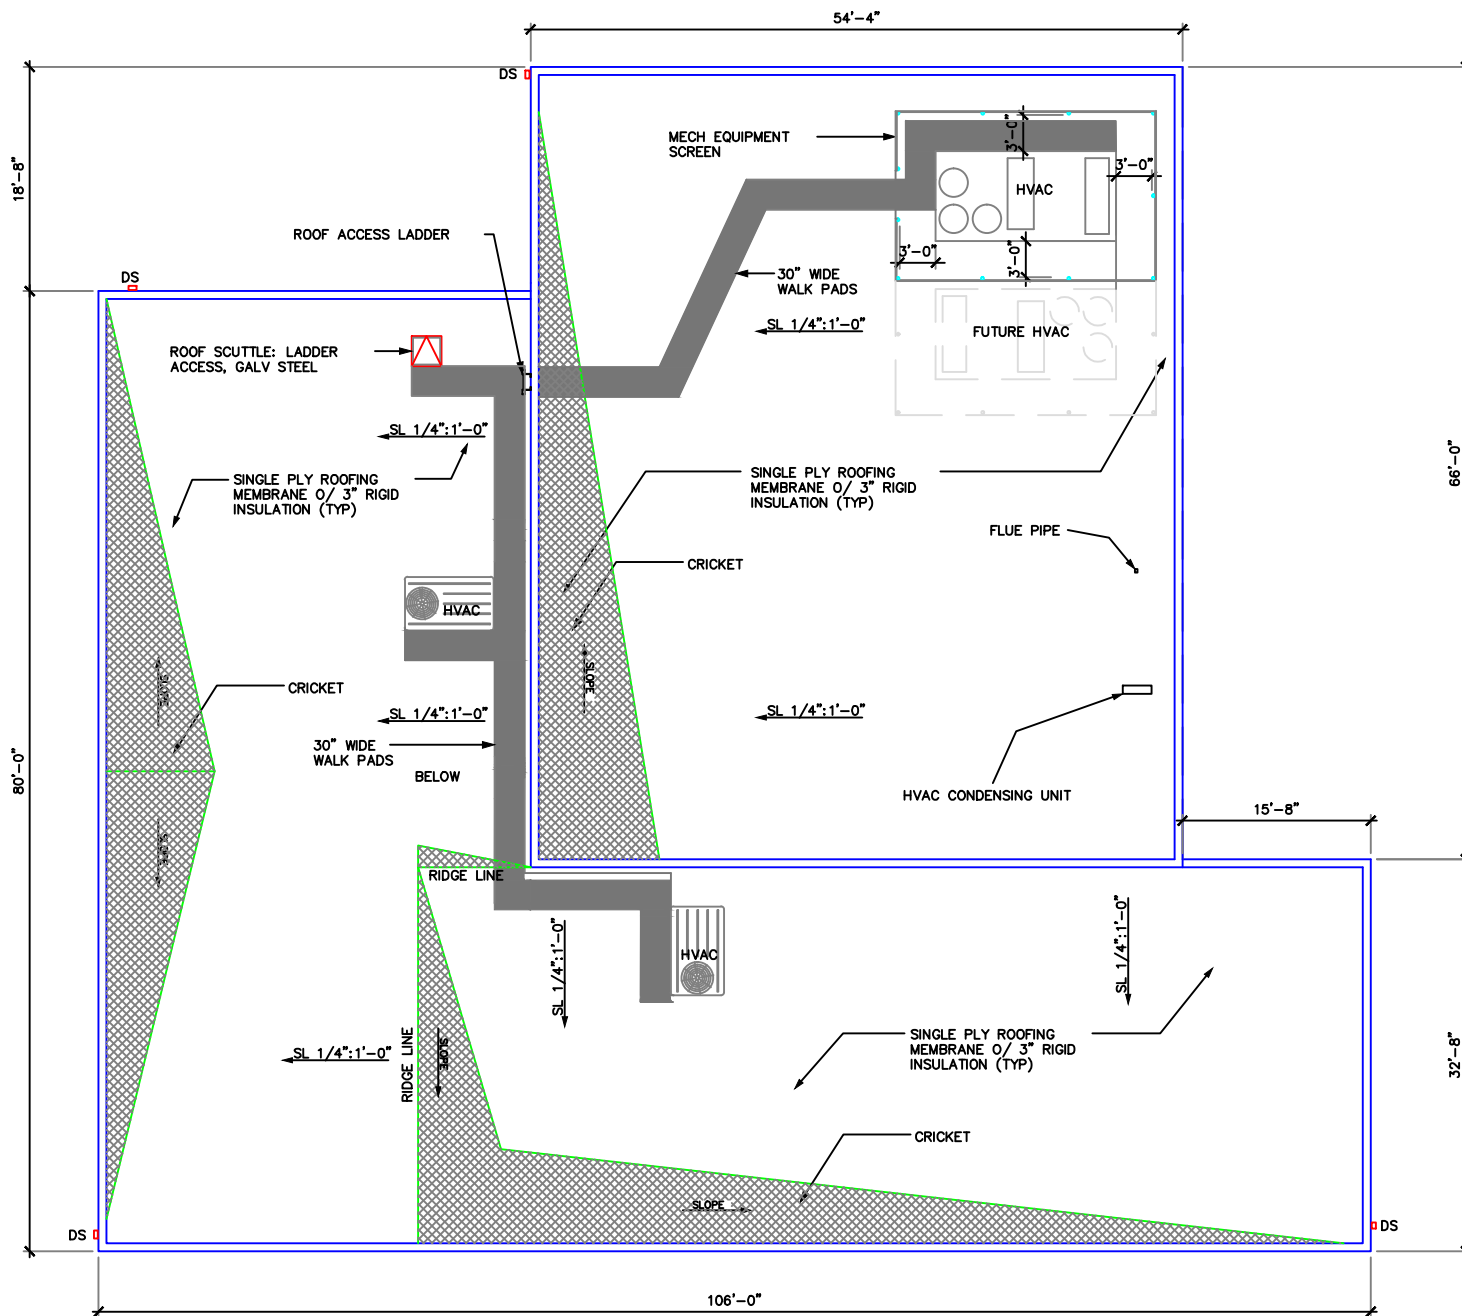 54'-4"
DS
MECH EQUIPMENT
SCREEN
3'-0"
3'-0"
HVAC
18'-8"
ROOF ACCESS LADDER
3'-0"
3'-0"
DS
30" WIDE
WALK PADS
SL 1/4":1'-0"
FUTURE HVAC
ROOF SCUTTLE: LADDER
ACCESS, GALV STEEL
SL 1/4":1'-0"
66'-0"
SINGLE PLY ROOFING
MEMBRANE O/ 3" RIGID
INSULATION (TYP)
SINGLE PLY ROOFING
MEMBRANE O/ 3" RIGID
INSULATION (TYP)
FLUE PIPE
CRICKET
HVAC
SLOPE
SLOPE
CRICKET
SL 1/4":1'-0"
SL 1/4":1'-0"
30" WIDE
WALK PADS
BELOW
80'-0"
HVAC CONDENSING UNIT
15'-8"
SLOPE
RIDGE LINE
SL 1/4":1'-0"
SL 1/4":1'-0"
HVAC
RIDGE LINE
SLOPE
SL 1/4":1'-0"
SINGLE PLY ROOFING
MEMBRANE O/ 3" RIGID
INSULATION (TYP)
32'-8"
CRICKET
SLOPE
DS
DS
106'-0"